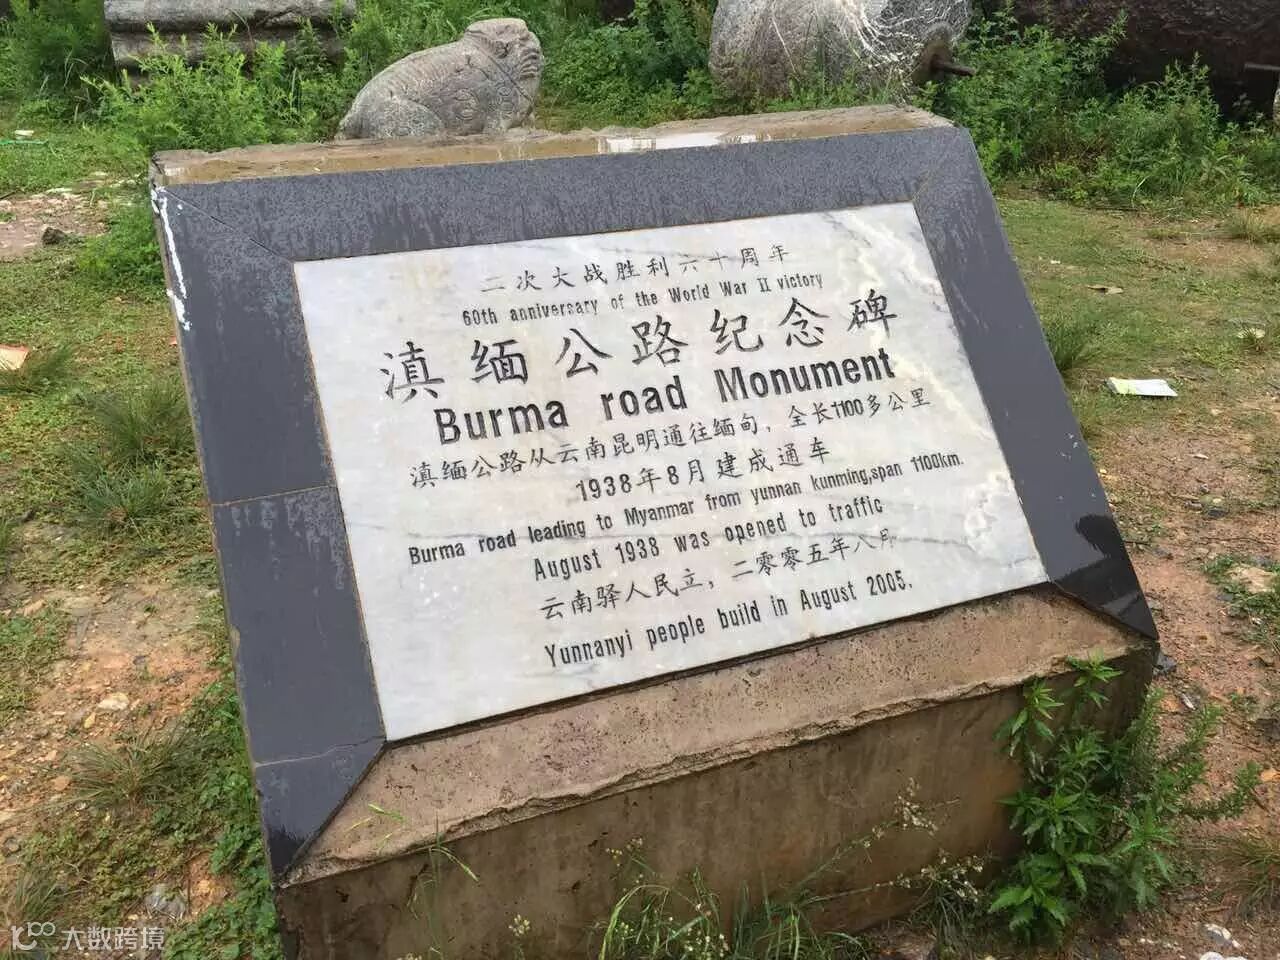 二次大战胜利六十周年
60th anniversary of the World War II victory
滇缅公路纪念碑
Burma road Monument
滇缅公路从云南昆明通往缅甸，全长1100多公里
1938年8月建成通车
Burma road leading to Myanmar from yunnan kunming,span 1100km.
August 1938 was opened to traffic
云南驿人民立，二零零五年八月
Yunnanyi people build in August 2005.
大数跨境